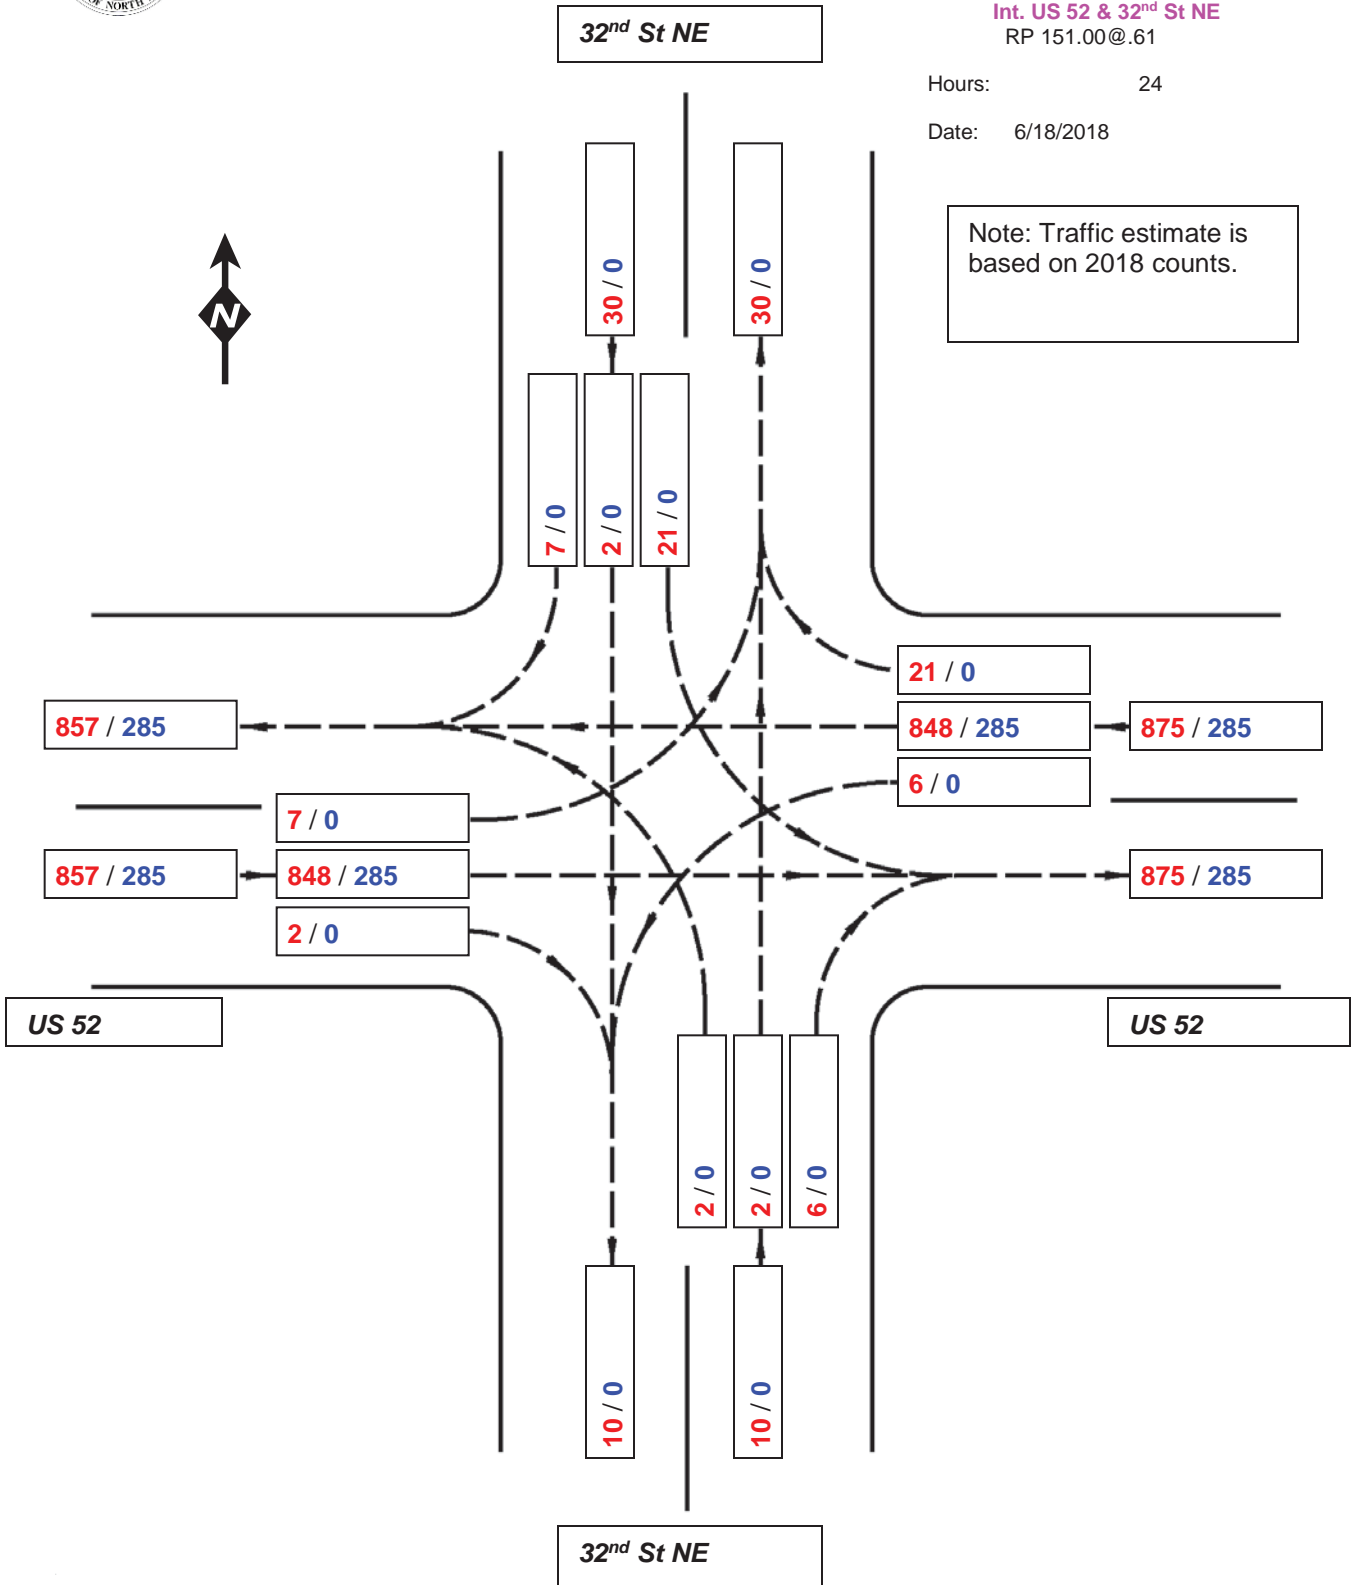 OF NORTH
32nd St NE
Int. US 52 & 32nd St NE
RP 151.00@.61
Hours: 24
Date: 6/18/2018
Note: Traffic estimate is
based on 2018 counts.
30 / 0
30 / 0
7 / 0
2 / 0
21 / 0
N
21 / 0
857 / 285
848 / 285
875 / 285
6 / 0
7 / 0
857 / 285
848 / 285
875 / 285
2 / 0
US 52
US 52
2 / 0
2 / 0
6 / 0
10 / 0
10 / 0
32nd St NE